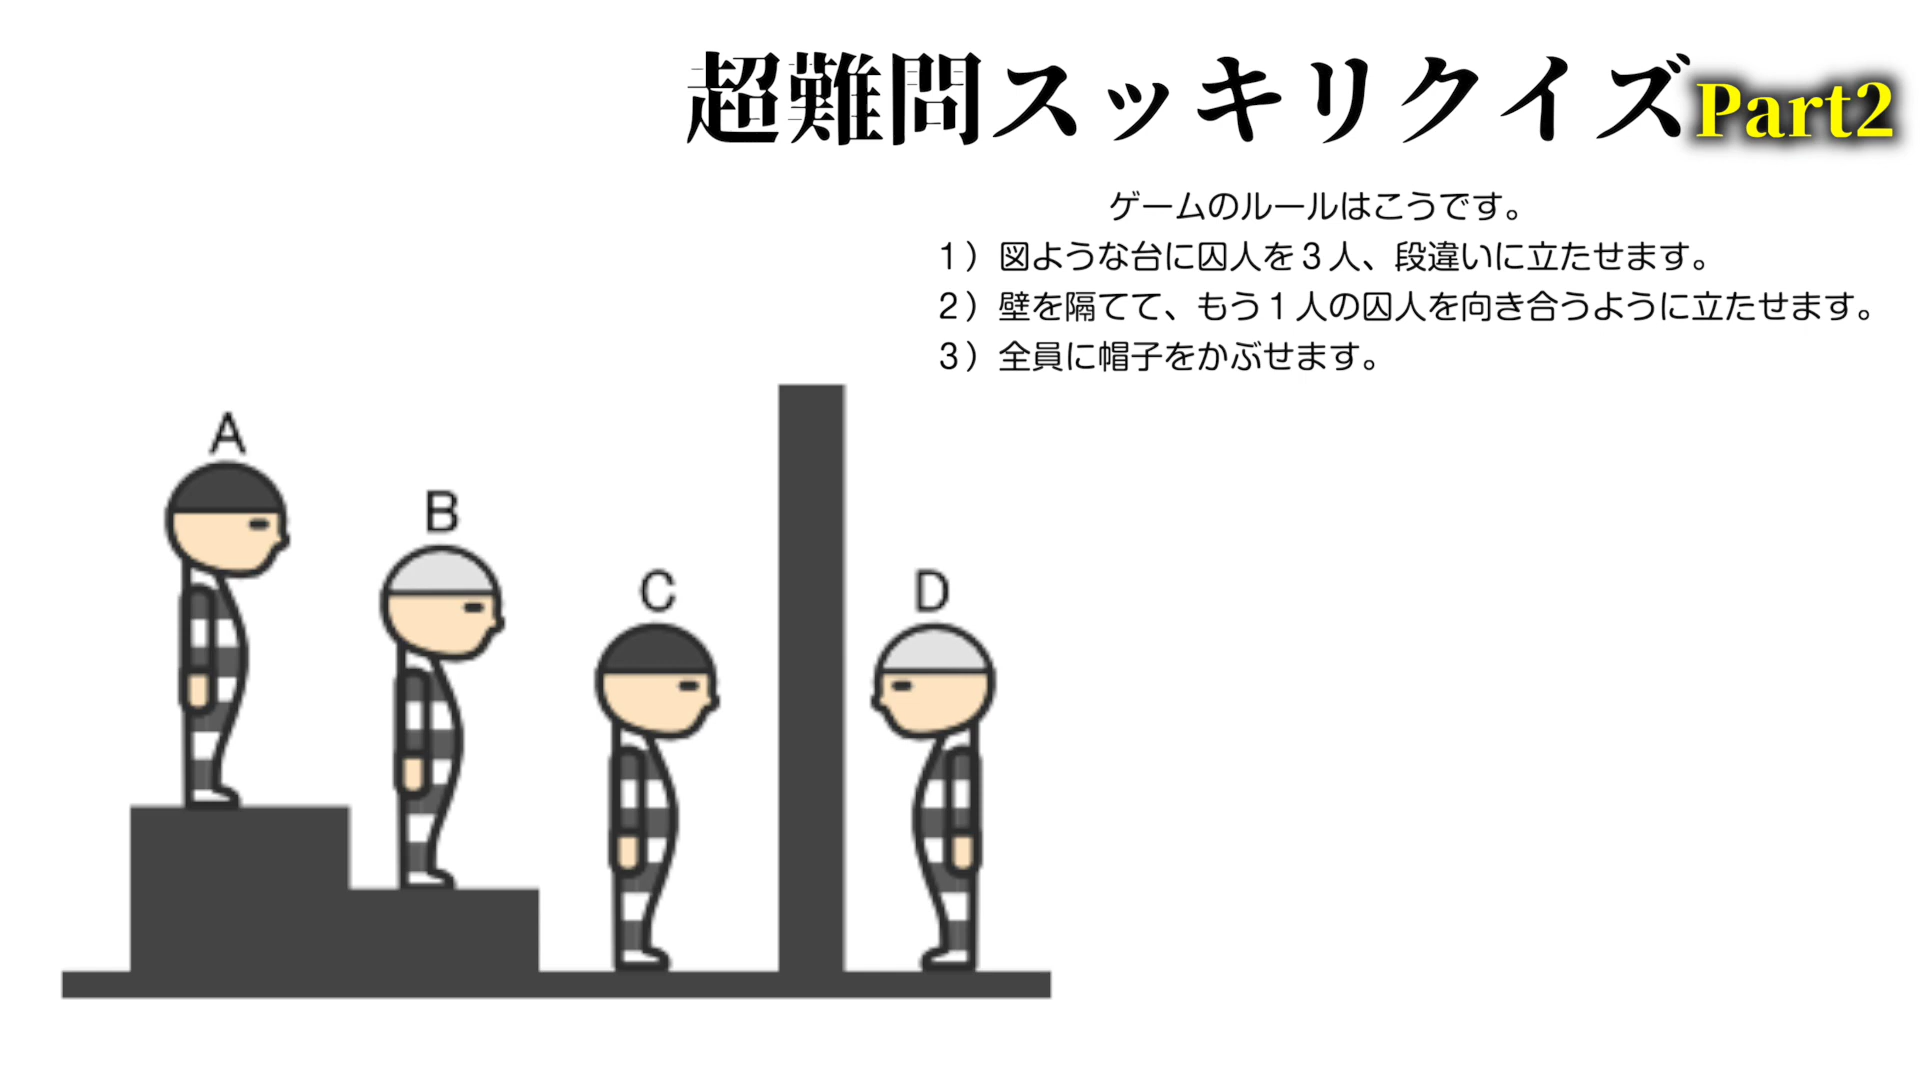 超難問スッキリクイズPart2
ゲームのルールはこうです。
1）図ような台に囚人を3人、段違いに立たせます。
2）壁を隔てて、もう1人の囚人を向き合うように立たせます。
3）全員に帽子をかぶせます。
A
B
C
D